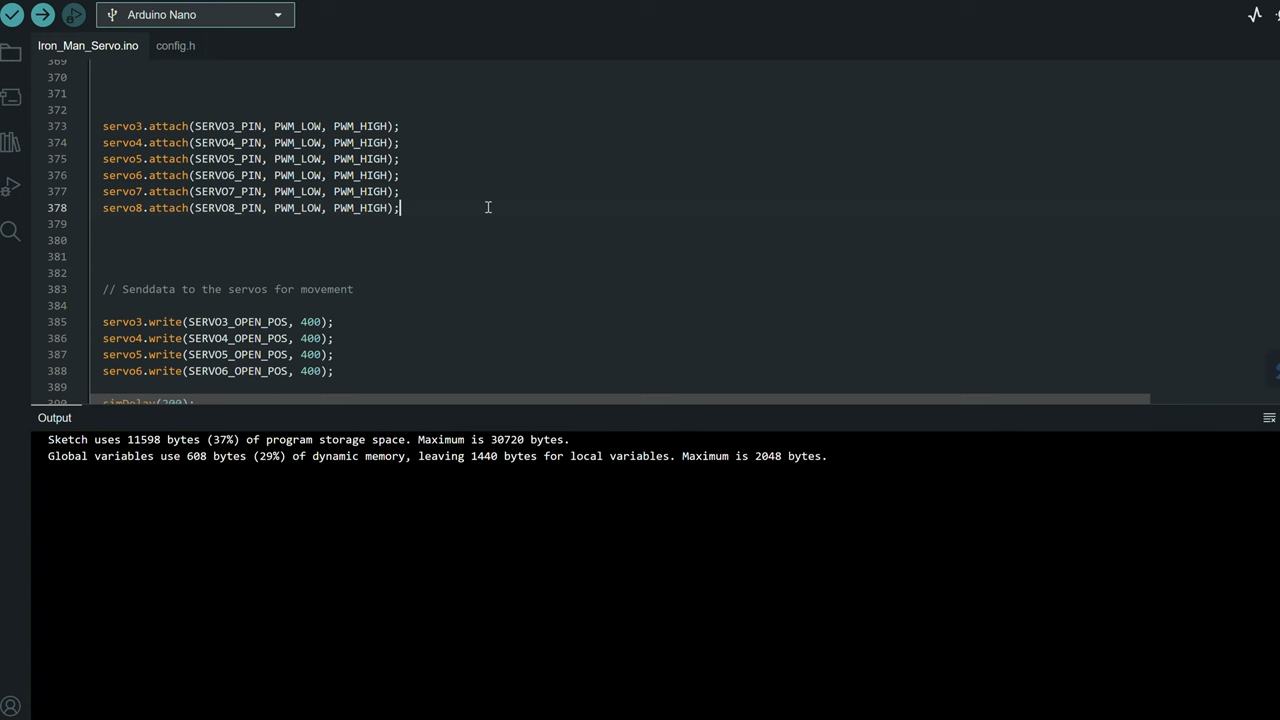 Arduino Nano
Iron_Man_Servo.ino config.h
369
370
371
372
373 servo3.attach(SERVO3_PIN, PWM_LOW, PWM_HIGH);
374 servo4.attach(SERVO4_PIN, PWM_LOW, PWM_HIGH);
375 servo5.attach(SERVO5_PIN, PWM_LOW, PWM_HIGH);
376 servo6.attach(SERVO6_PIN, PWM_LOW, PWM_HIGH);
377 servo7.attach(SERVO7_PIN, PWM_LOW, PWM_HIGH);
378 servo8.attach(SERVO8_PIN, PWM_LOW, PWM_HIGH);
379
380
381
382
383 // Senddata to the servos for movement
384
385 servo3.write(SERVO3_OPEN_POS, 400);
386 servo4.write(SERVO4_OPEN_POS, 400);
387 servo5.write(SERVO5_OPEN_POS, 400);
388 servo6.write(SERVO6_OPEN_POS, 400);
389
390 simDelay(200);
Output
Sketch uses 11598 bytes (37%) of program storage space. Maximum is 30720 bytes.
Global variables use 608 bytes (29%) of dynamic memory, leaving 1440 bytes for local variables. Maximum is 2048 bytes.